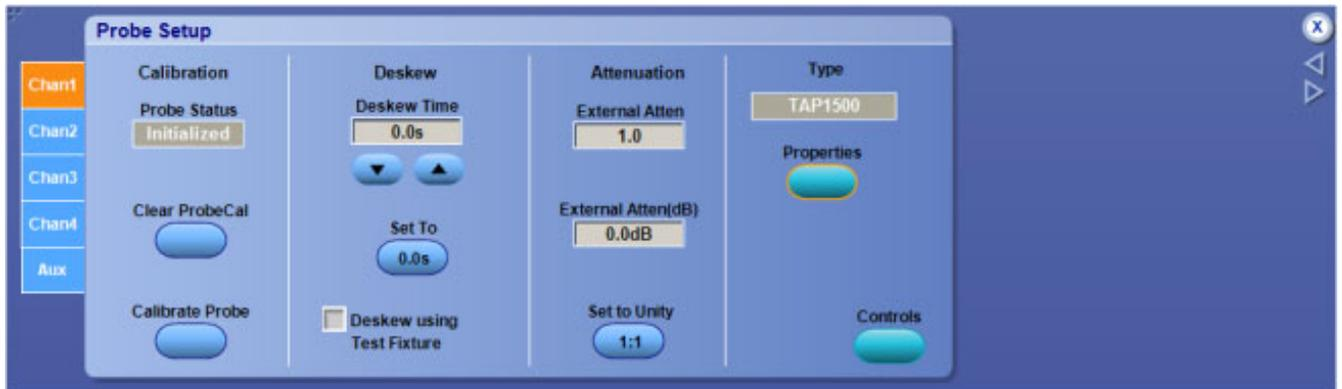 Probe Setup
Chan1
Chan2
Chan3
Chan4
Aux
Calibration
Probe Status
Initialized
Clear ProbeCal
Calibrate Probe
Deskew
Deskew Time
0.0s
Set To
0.0s
Deskew using
Test Fixture
Attenuation
External Atten
1.0
External Atten(dB)
0.0dB
Set to Unity
1:1
Type
TAP1500
Properties
Controls
X